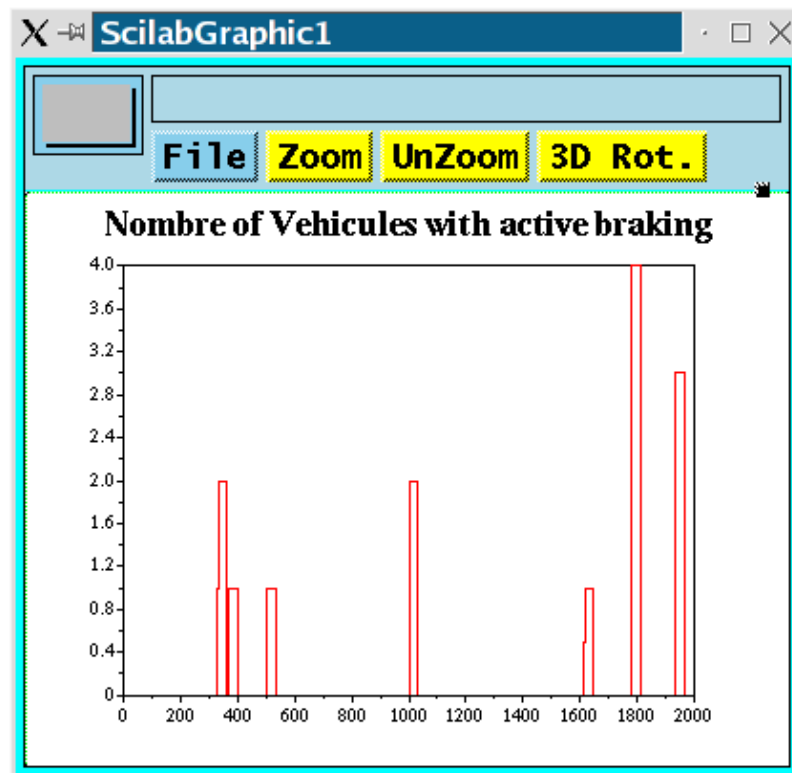 ScilabGraphic1
File Zoom UnZoom 3D Rot.
Nombre of Vehicules with active braking
4.0
3.6
3.2
2.8
2.4
2.0
1.6
1.2
0.8
0.4
0
0 200 400 600 800 1000 1200 1400 1600 1800 2000